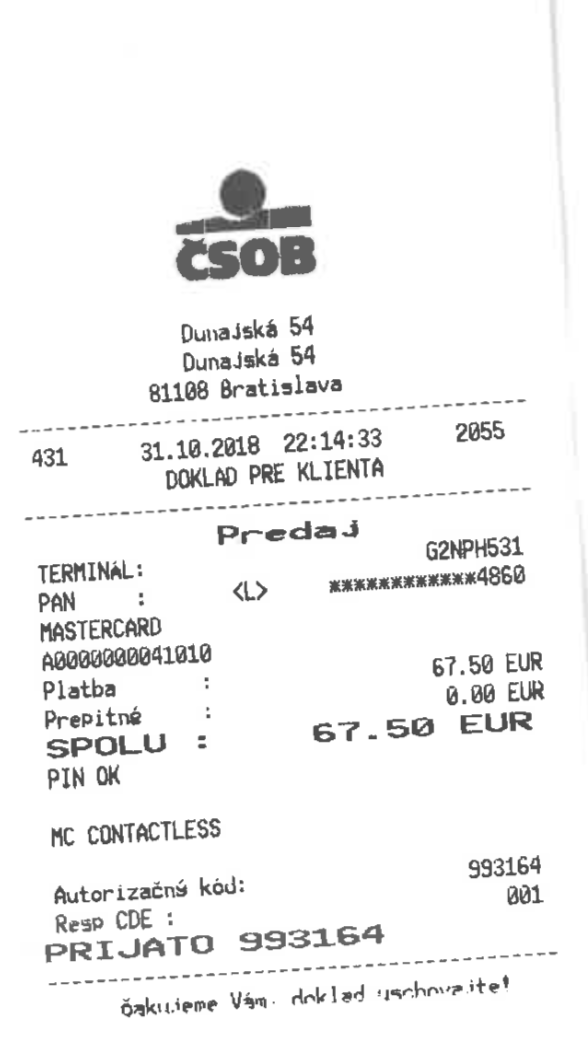 ČSOB
Dunajská 54
Dunajská 54
81108 Bratislava
431 31.10.2018 22:14:33 2055
DOKLAD PRE KLIENTA
Predaj
TERMINÁL: G2NPH531
PAN : <L> ************4860
MASTERCARD
A0000000041010
Platba : 67.50 EUR
Prepitné : 0.00 EUR
SPOLU : 67.50 EUR
PIN OK
MC CONTACTLESS
Autorizačný kód: 993164
Resp CDE : 001
PRIJATO 993164
Ďakujeme Vám. doklad uschovajte!